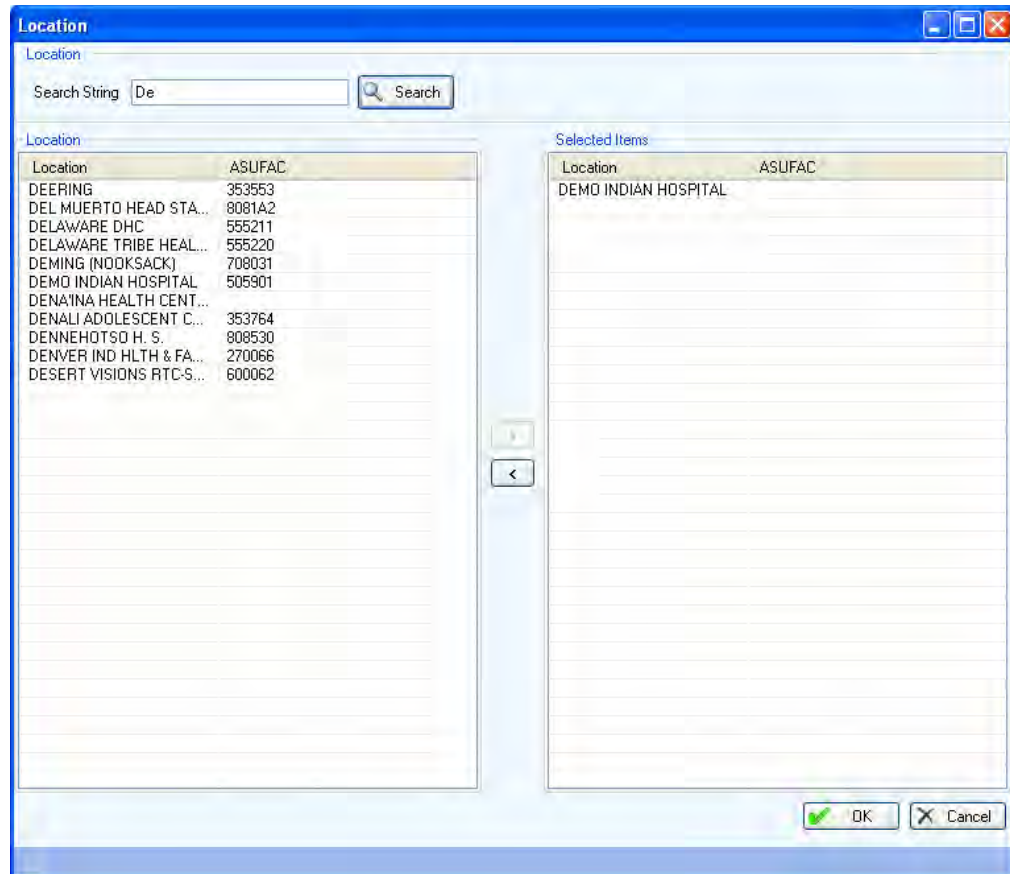 Location
Location
Search String De Search
Location
Location ASUFAC
DEERING 353553
DEL MUERTO HEAD STA... 8081A2
DELAWARE DHC 555211
DELAWARE TRIBE HEAL... 555220
DEMING (NOOKSACK) 708031
DEMO INDIAN HOSPITAL 505901
DENA'INA HEALTH CENT...
DENALI ADOLESCENT C... 353764
DENNEHOTSO H. S. 808530
DENVER IND HLTH & FA... 270066
DESERT VISIONS RTC-S... 600062
>
<
Selected Items
Location ASUFAC
DEMO INDIAN HOSPITAL
OK Cancel